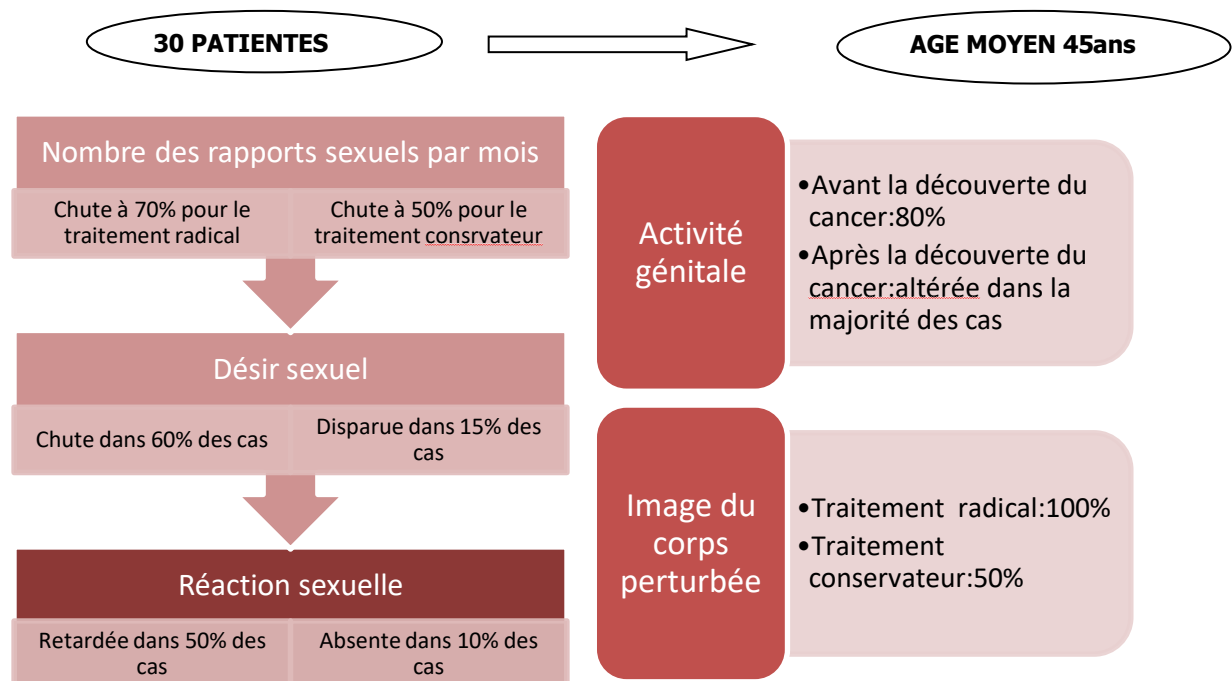 30 PATIENTES
AGE MOYEN 45ans
Nombre des rapports sexuels par mois
Chute à 70% pour le
traitement radical
Chute à 50% pour le
traitement consrvateur
Désir sexuel
Chute dans 60% des cas
Disparue dans 15% des
cas
Réaction sexuelle
Retardée dans 50% des
cas
Absente dans 10% des
cas
Activité
génitale
•Avant la découverte du
cancer:80%
•Après la découverte du
cancer:altérée dans la
majorité des cas
Image du
corps
perturbée
•Traitement radical:100%
•Traitement
conservateur:50%